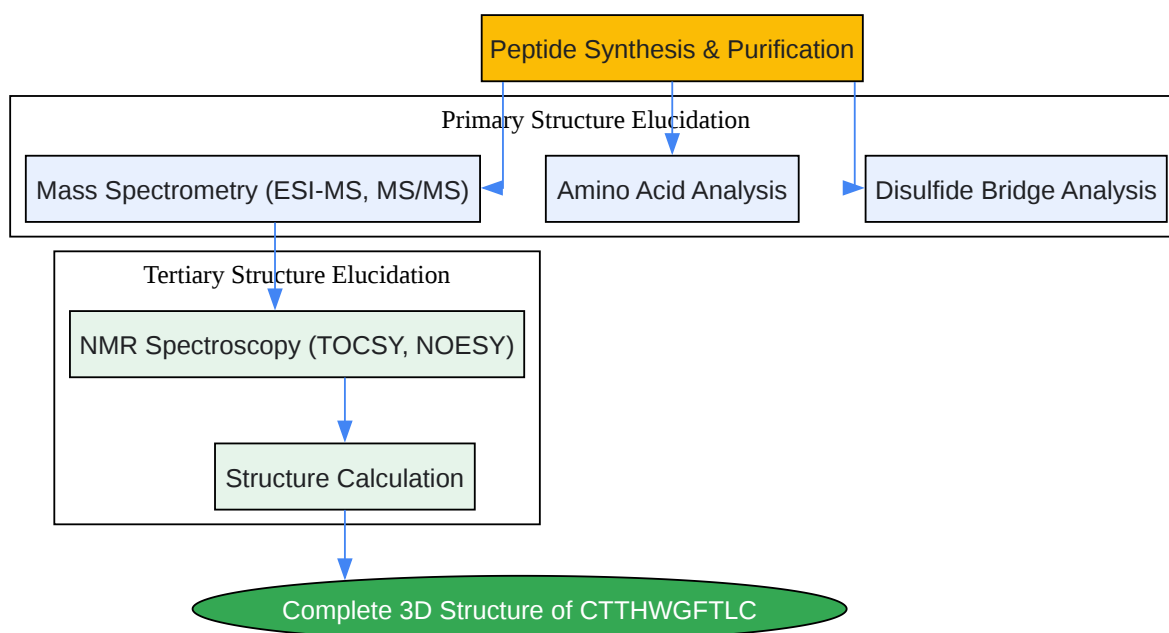 Peptide Synthesis & Purification
Primary Structure Elucidation
Mass Spectrometry (ESI-MS, MS/MS)
Amino Acid Analysis
Disulfide Bridge Analysis
Tertiary Structure Elucidation
NMR Spectroscopy (TOCSY, NOESY)
Structure Calculation
Complete 3D Structure of CTTHWGFTLC